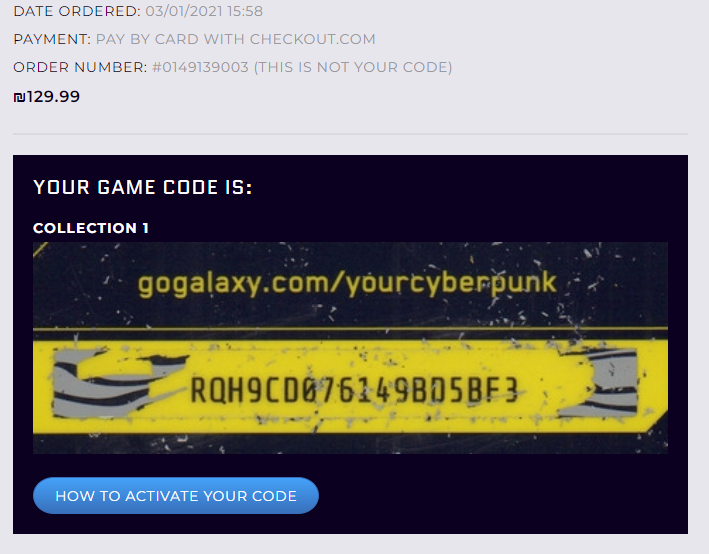 DATE ORDERED: 03/01/2021 15:58
PAYMENT: PAY BY CARD WITH CHECKOUT.COM
ORDER NUMBER: #0149139003 (THIS IS NOT YOUR CODE)
₪129.99
YOUR GAME CODE IS:
COLLECTION 1
gogalaxy.com/yourcyberpunk
RQH9CD076149BD5BF3
HOW TO ACTIVATE YOUR CODE